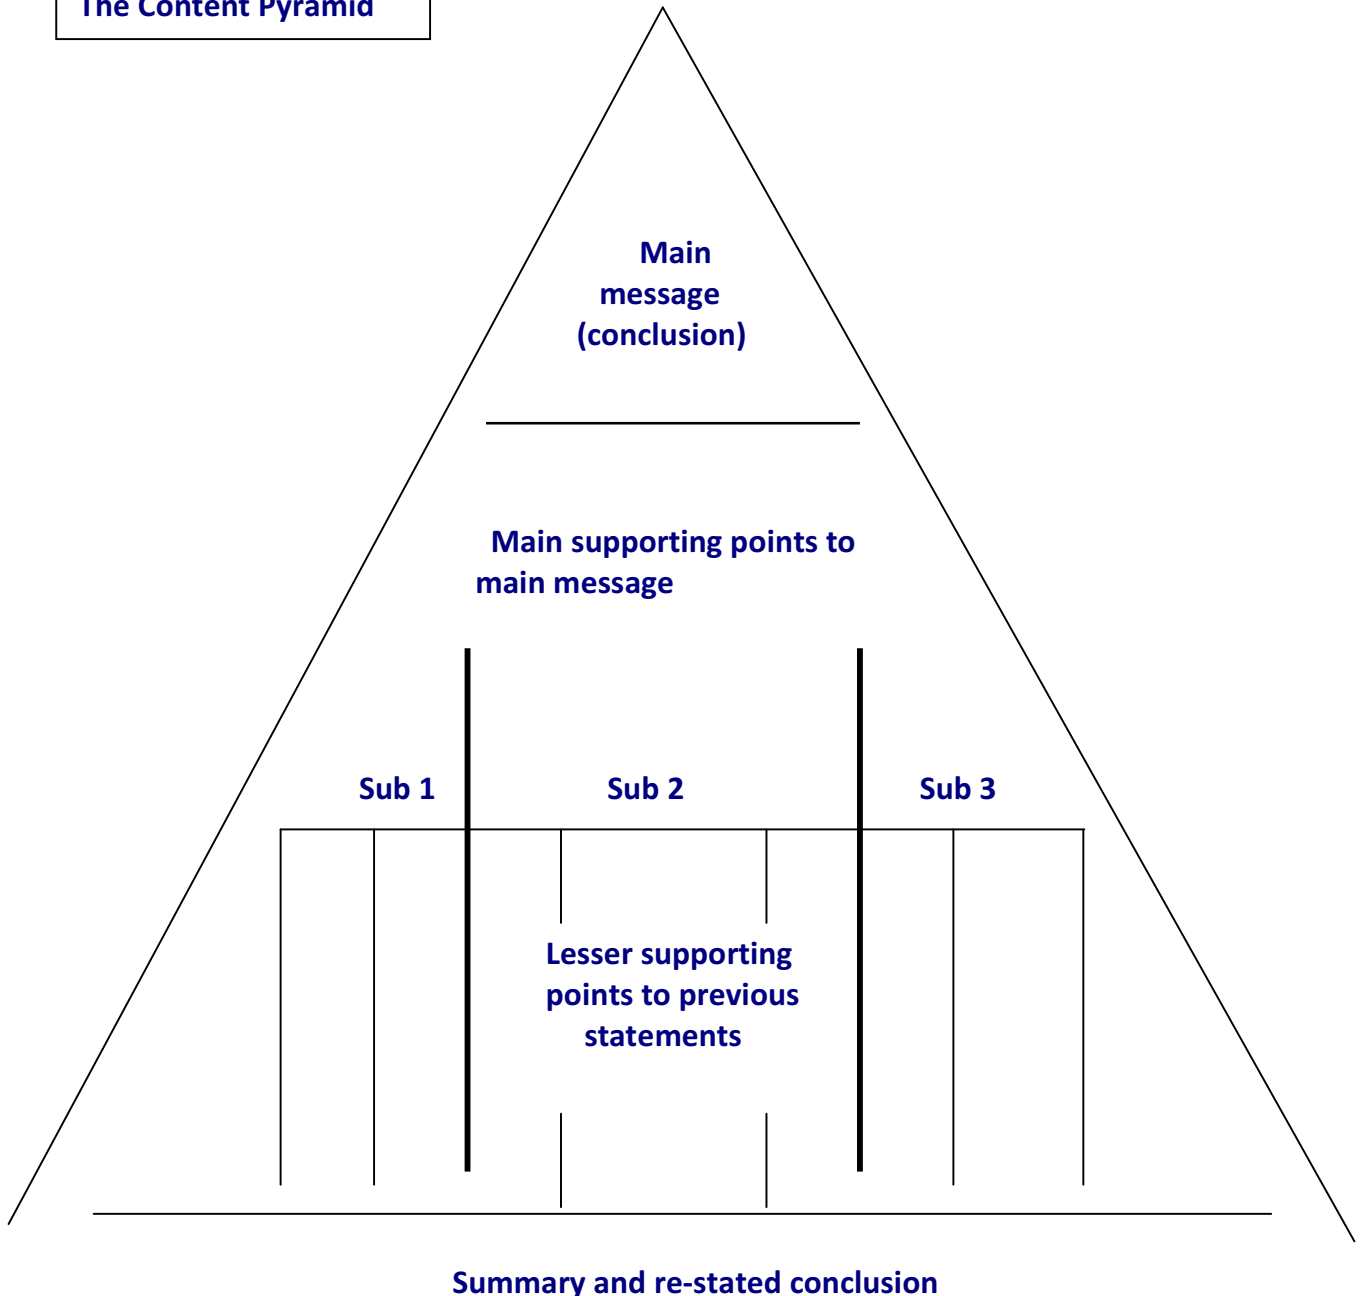 The Content Pyramid
Main
message
(conclusion)
Main supporting points to
main message
Sub 1 Sub 2 Sub 3
Lesser supporting
points to previous
statements
Summary and re-stated conclusion